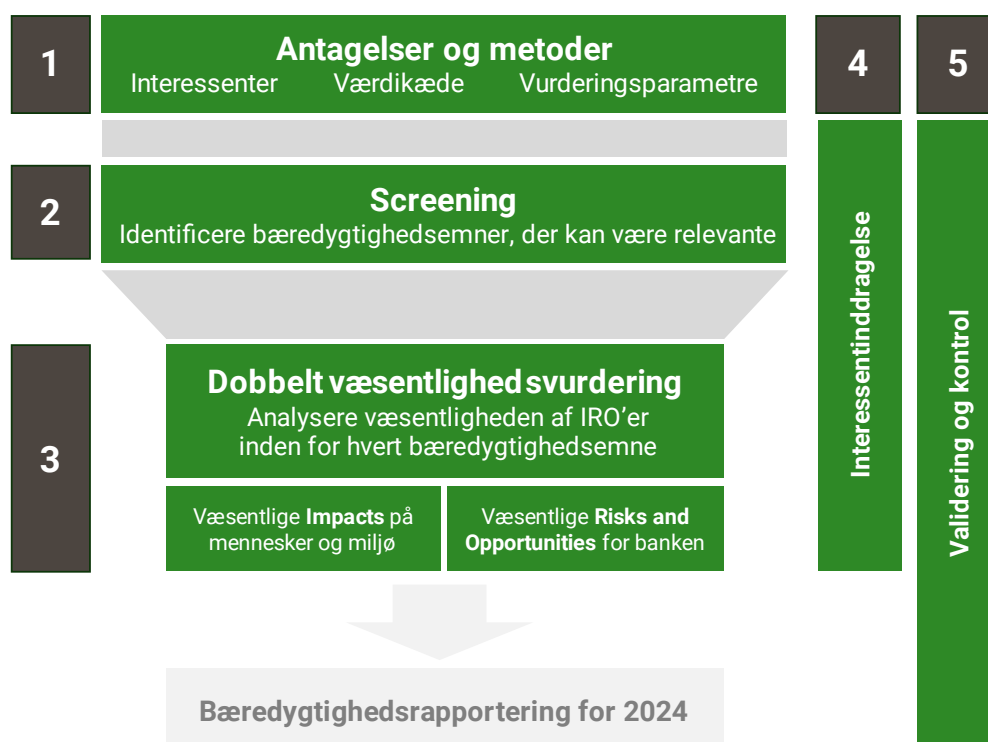 1
Antagelser og metoder
Interessenter Værdikæde Vurderingsparametre
2
Screening
Identificere bæredygtighedsemner, der kan være relevante
3
Dobbelt væsentlighedsvurdering
Analysere væsentligheden af IRO’er
inden for hvert bæredygtighedsemne
Væsentlige Impacts på
mennesker og miljø
Væsentlige Risks and
Opportunities for banken
Bæredygtighedsrapportering for 2024
4
Interessentinddragelse
5
Validering og kontrol